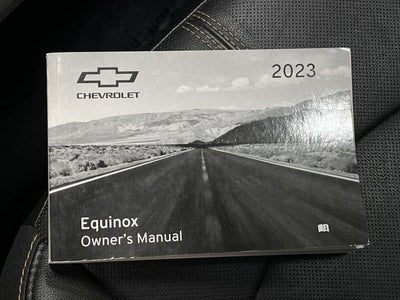 2023
CHEVROLET
Equinox
Owner's Manual